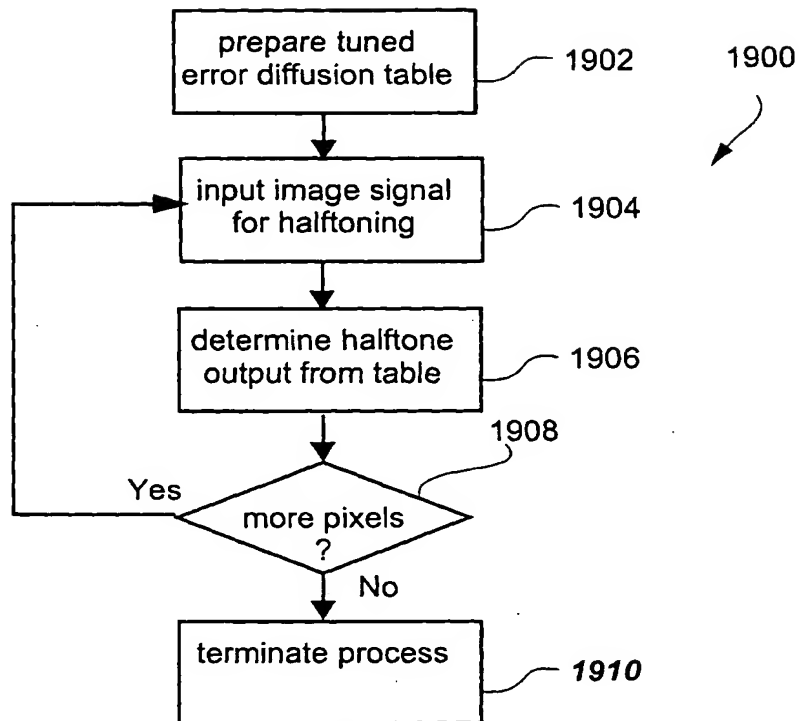 prepare tuned
error diffusion table
1902
1900
input image signal
for halftoning
1904
determine halftone
output from table
1906
1908
Yes
more pixels
?
No
terminate process
1910